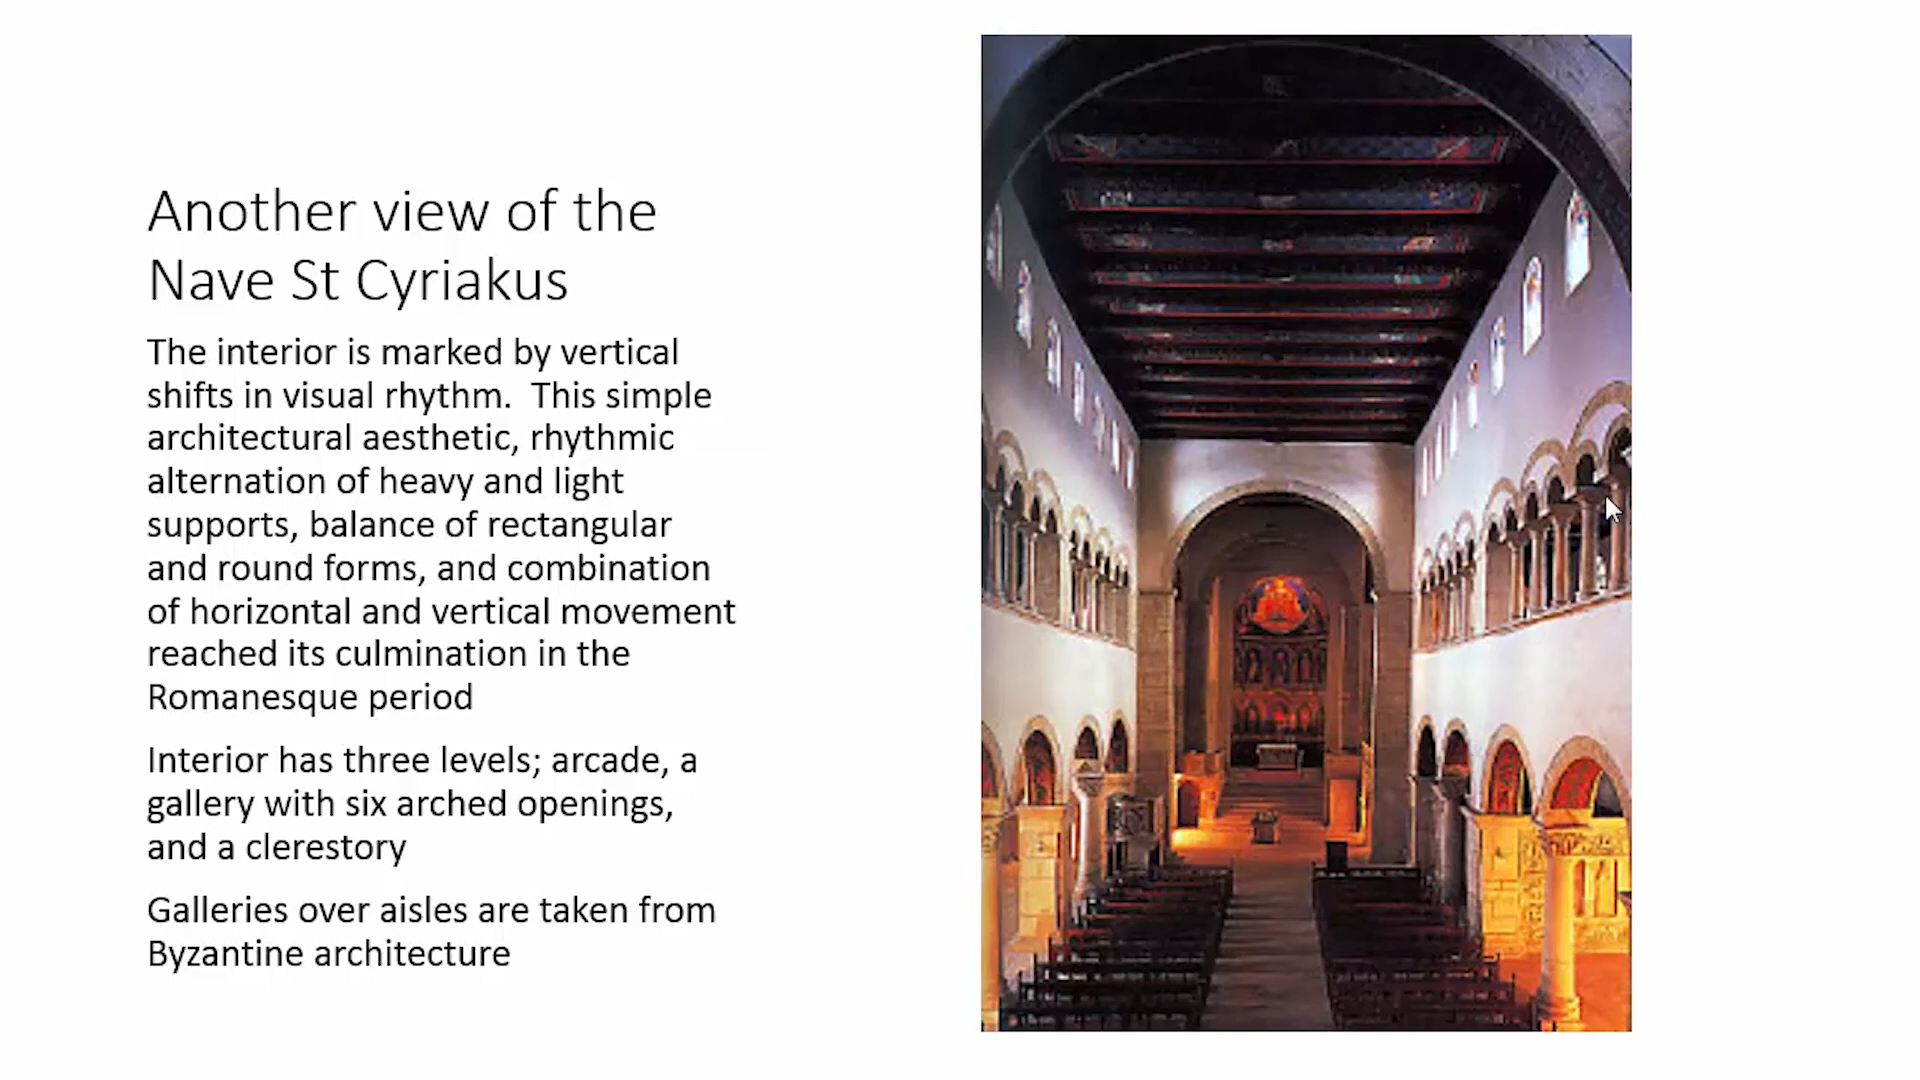 Another view of the
Nave St Cyriakus
The interior is marked by vertical
shifts in visual rhythm.  This simple
architectural aesthetic, rhythmic
alternation of heavy and light
supports, balance of rectangular
and round forms, and combination
of horizontal and vertical movement
reached its culmination in the
Romanesque period
Interior has three levels; arcade, a
gallery with six arched openings,
and a clerestory
Galleries over aisles are taken from
Byzantine architecture